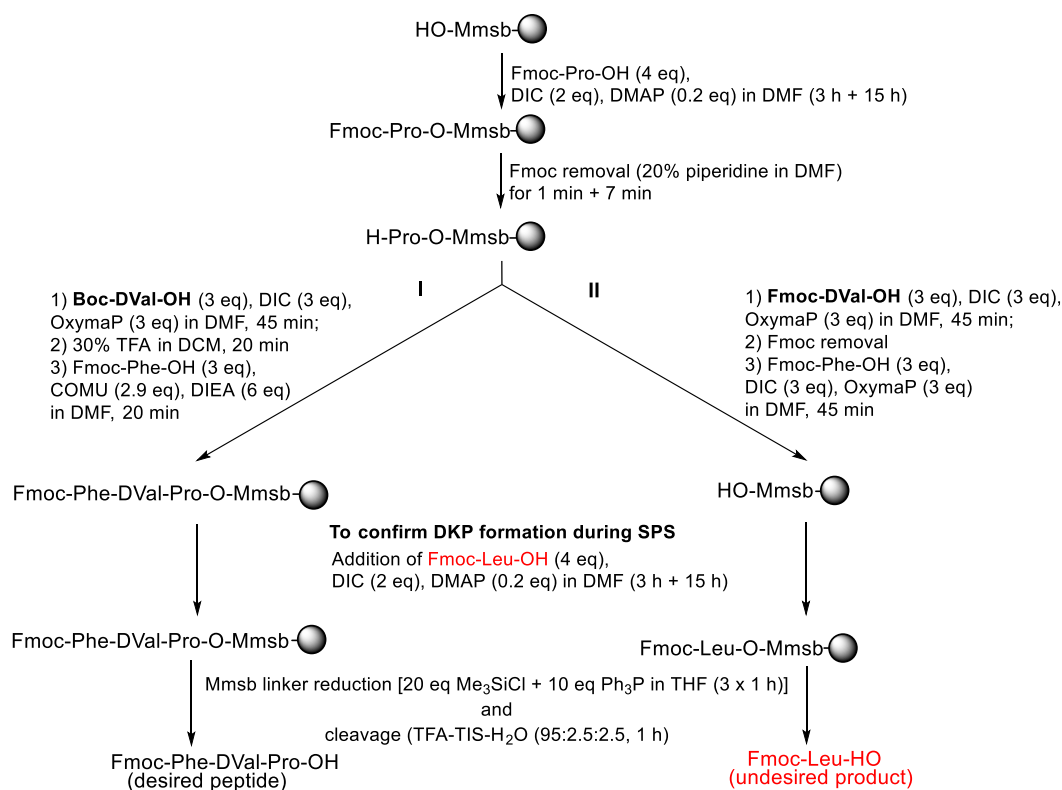 HO-Mmsb-
Fmoc-Pro-OH (4 eq),
DIC (2 eq), DMAP (0.2 eq) in DMF (3 h + 15 h)
Fmoc-Pro-O-Mmsb-
Fmoc removal (20% piperidine in DMF)
for 1 min + 7 min
H-Pro-O-Mmsb-
I
II
1) Boc-DVal-OH (3 eq), DIC (3 eq),
OxymaP (3 eq) in DMF, 45 min;
2) 30% TFA in DCM, 20 min
3) Fmoc-Phe-OH (3 eq),
COMU (2.9 eq), DIEA (6 eq)
in DMF, 20 min
1) Fmoc-DVal-OH (3 eq), DIC (3 eq),
OxymaP (3 eq) in DMF, 45 min;
2) Fmoc removal
3) Fmoc-Phe-OH (3 eq),
DIC (3 eq), OxymaP (3 eq)
in DMF, 45 min
Fmoc-Phe-DVal-Pro-O-Mmsb-
HO-Mmsb-
To confirm DKP formation during SPS
Addition of Fmoc-Leu-OH (4 eq),
DIC (2 eq), DMAP (0.2 eq) in DMF (3 h + 15 h)
Fmoc-Phe-DVal-Pro-O-Mmsb-
Fmoc-Leu-O-Mmsb-
Mmsb linker reduction [20 eq Me₃SiCl + 10 eq Ph₃P in THF (3 x 1 h)]
and
cleavage (TFA-TIS-H₂O (95:2.5:2.5, 1 h)
Fmoc-Phe-DVal-Pro-OH
(desired peptide)
Fmoc-Leu-HO
(undesired product)